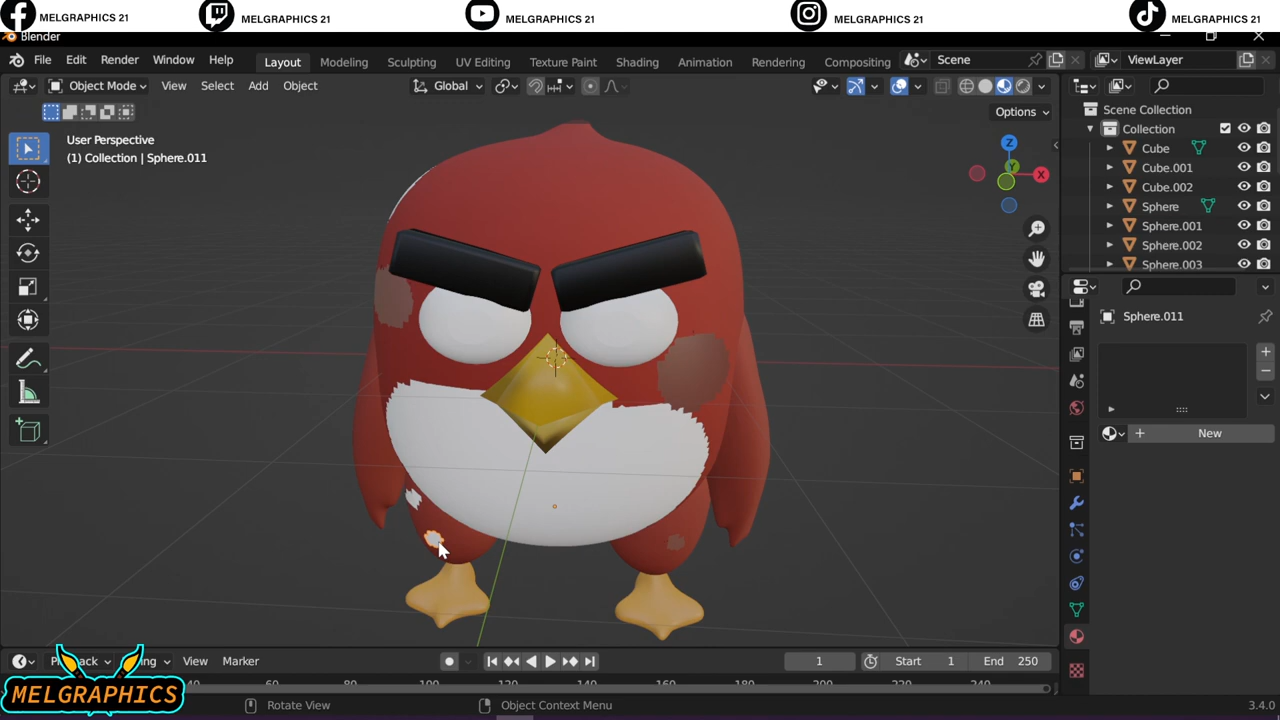 MELGRAPHICS 21
MELGRAPHICS 21
MELGRAPHICS 21
MELGRAPHICS 21
MELGRAPHICS 21
Blender
File Edit Render Window Help Layout Modeling Sculpting UV Editing Texture Paint Shading Animation Rendering Compositing Scene ViewLayer
Object Mode View Select Add Object Global
Options
User Perspective
(1) Collection | Sphere.011
Z
Y
X
Scene Collection
Collection
Cube
Cube.001
Cube.002
Sphere
Sphere.001
Sphere.002
Sphere.003
Sphere.011
New
View Marker 1 Start 1 End 250
MELGRAPHICS
Rotate View Object Context Menu 3.4.0